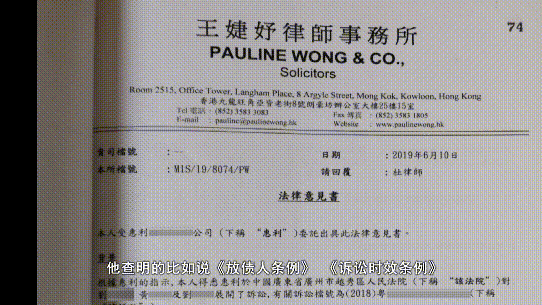 74
王婕妤律師事務所
PAULINE WONG & CO.,
Solicitors
Room 2515, Office Tower, Langham Place, 8 Argyle Street, Mong Kok, Kowloon, Hong Kong
香港九龍旺角亞皆老街8號朗豪坊辦公室大樓25樓15室
Tel 電話 : (852) 3583 3083 Fax 傳真 : (852) 3583 1805
E-mail : pauline@paulinewong.hk Website : www.paulinewong.hk
貴司檔號 : -- 日期 : 2019年6月10日
本所檔號 : MIS/19/8074/PW 請回覆 : 杜律師
法律意見書
本人受惠利 公司（下稱“惠利”）委託出具此法律意見書。
他查明的比如说《放债人条例》 《诉讼时效条例》
根據惠利的指示,本人得悉惠利於中國廣東省廣州市越秀區人民法院（下稱“該法院”）對
劉 黃 及劉 展開了訴訟,有關訴訟檔號為(2018)粵 （下稱